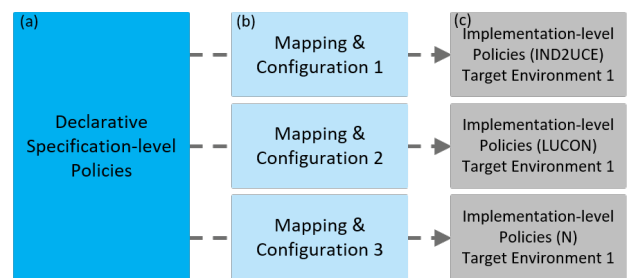 (a)
Declarative
Specification-level
Policies
(b)
Mapping &
Configuration 1
Mapping &
Configuration 2
Mapping &
Configuration 3
(c)
Implementation-level
Policies (IND2UCE)
Target Environment 1
Implementation-level
Policies (LUCON)
Target Environment 1
Implementation-level
Policies (N)
Target Environment 1